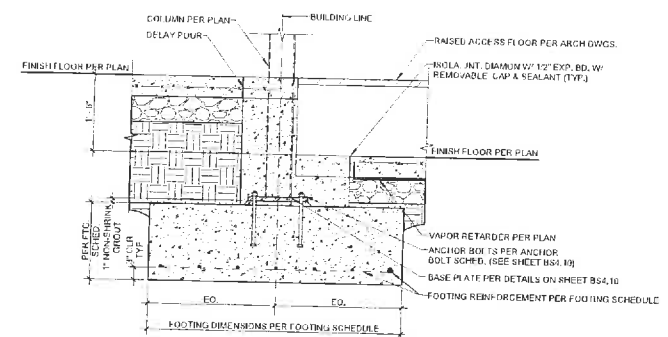 COLUMN PER PLAN
BUILDING LINE
DELAY POUR
RAISED ACCESS FLOOR PER ARCH DWGS.
FINISH FLOOR PER PLAN
ISOLA. JNT. DIAMON W/ 1/2" EXP. BD. W/
REMOVABLE CAP & SEALANT (TYP.)
FINISH FLOOR PER PLAN
PER FTG.
SCHED.
1" NON-SHRINK
GROUT
3" CLR
TYP.
VAPOR RETARDER PER PLAN
ANCHOR BOLTS PER ANCHOR
BOLT SCHED. (SEE SHEET BS4.10)
BASE PLATE PER DETAILS ON SHEET BS4.10
FOOTING REINFORCEMENT PER FOOTING SCHEDULE
EQ.
EQ.
FOOTING DIMENSIONS PER FOOTING SCHEDULE